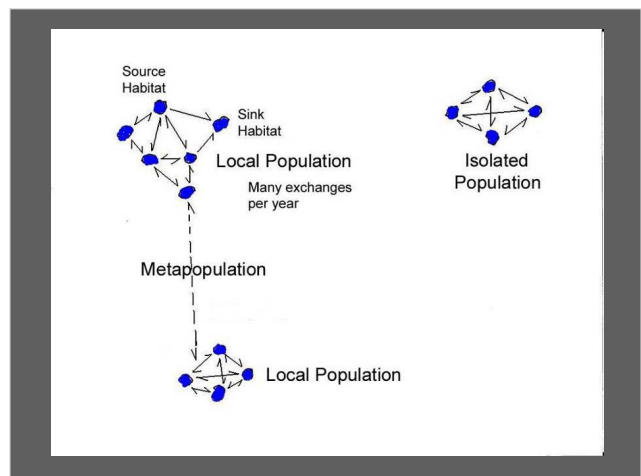 Source
Habitat
Sink
Habitat
Local Population
Many exchanges
per year
Isolated
Population
Metapopulation
Local Population